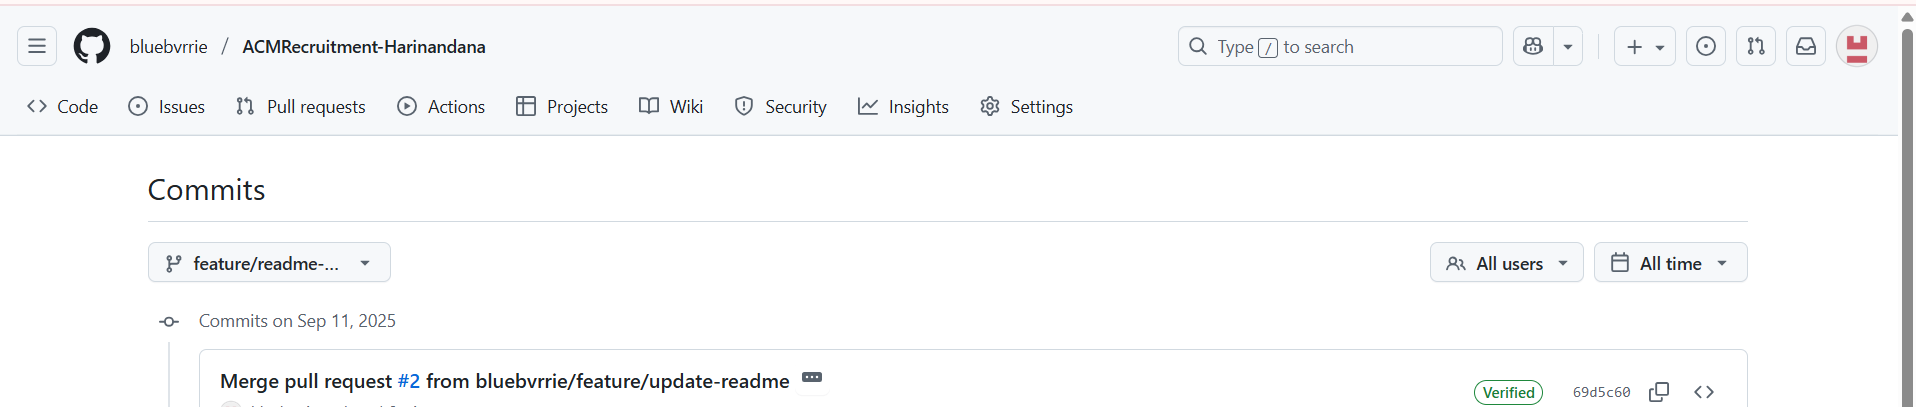 bluebvrrie / ACMRecruitment-Harinandana
Type / to search
Code Issues Pull requests Actions Projects Wiki Security Insights Settings
Commits
feature/readme-...
All users All time
Commits on Sep 11, 2025
Merge pull request #2 from bluebvrrie/feature/update-readme
Verified 69d5c60